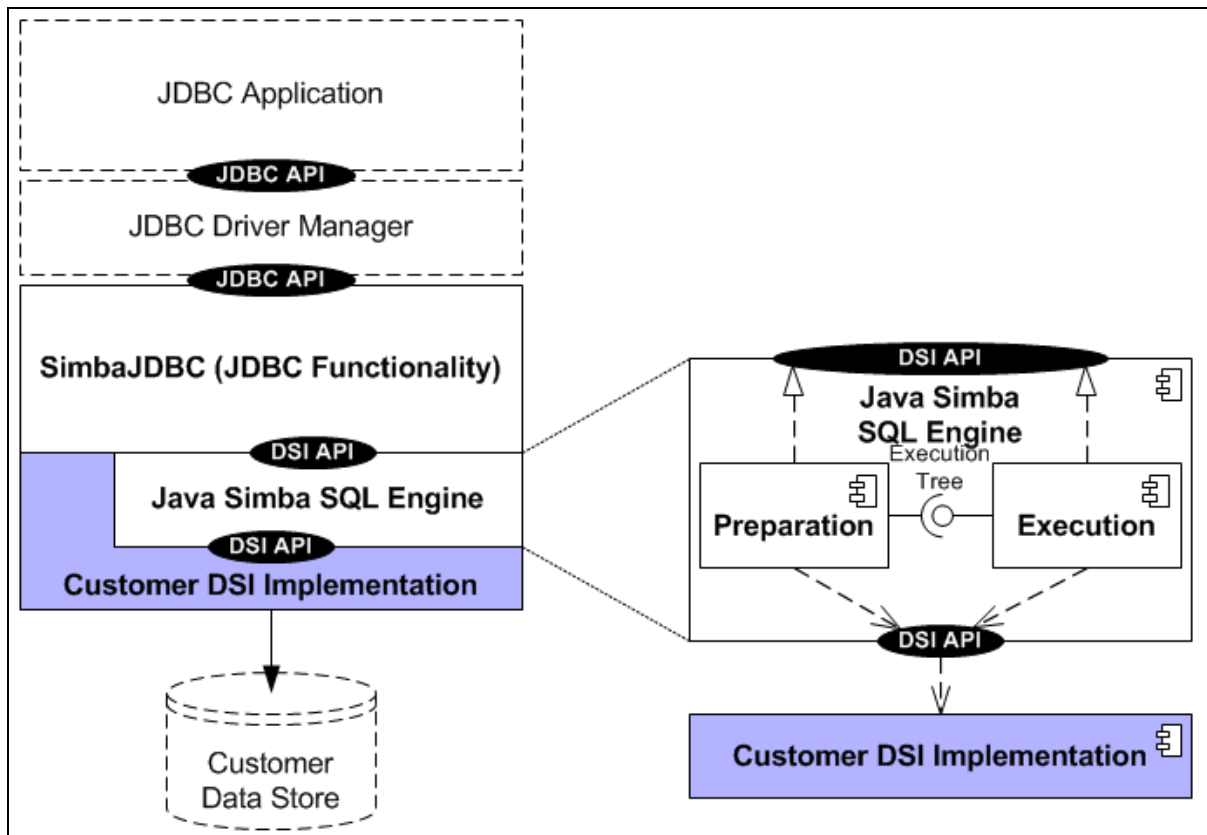 JDBC Application
JDBC API
JDBC Driver Manager
JDBC API
SimbaJDBC (JDBC Functionality)
DSI API
Java Simba SQL Engine
DSI API
Customer DSI Implementation
Customer
Data Store
DSI API
Java Simba
SQL Engine
Execution
Tree
Preparation
Execution
DSI API
Customer DSI Implementation